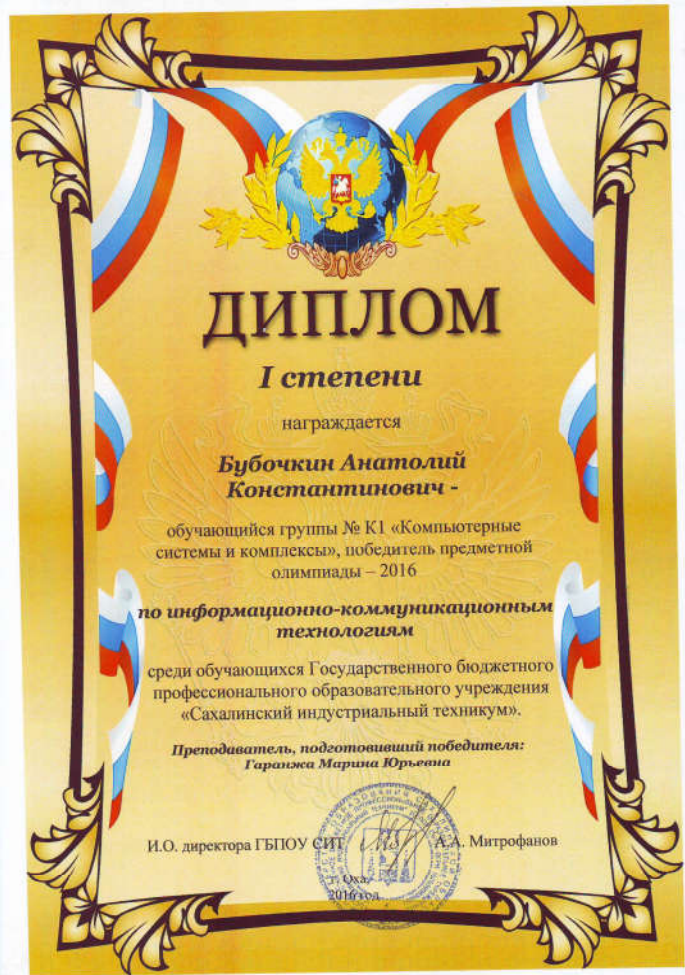 ДИПЛОМ
I степени
награждается
Бубочкин Анатолий
Константинович -
обучающийся группы № К1 «Компьютерные
системы и комплексы», победитель предметной
олимпиады – 2016
по информационно-коммуникационным
технологиям
среди обучающихся Государственного бюджетного
профессионального образовательного учреждения
«Сахалинский индустриальный техникум».
Преподаватель, подготовивший победителя:
Гаранжа Марина Юрьевна
И.О. директора ГБПОУ СИТ А.А. Митрофанов
г. Оха,
2016 год